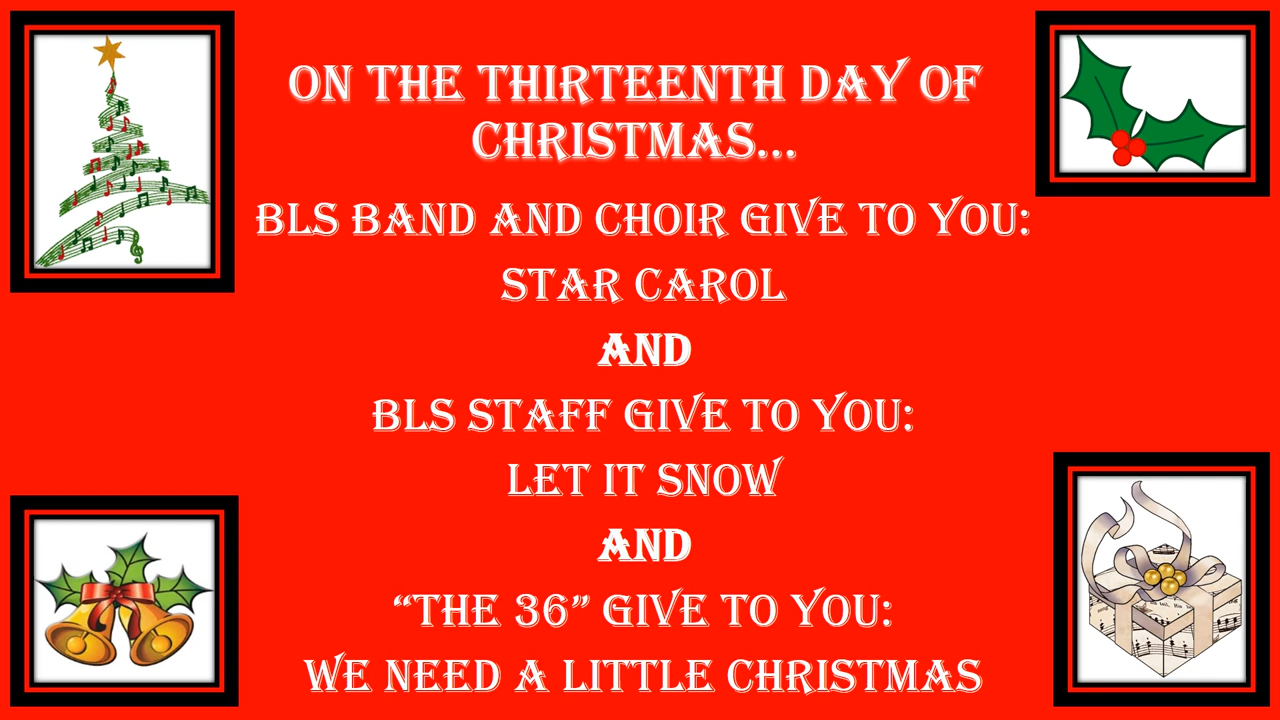 ON THE THIRTEENTH DAY OF
CHRISTMAS...
BLS BAND AND CHOIR GIVE TO YOU:
STAR CAROL
AND
BLS STAFF GIVE TO YOU:
LET IT SNOW
AND
“THE 36” GIVE TO YOU:
WE NEED A LITTLE CHRISTMAS